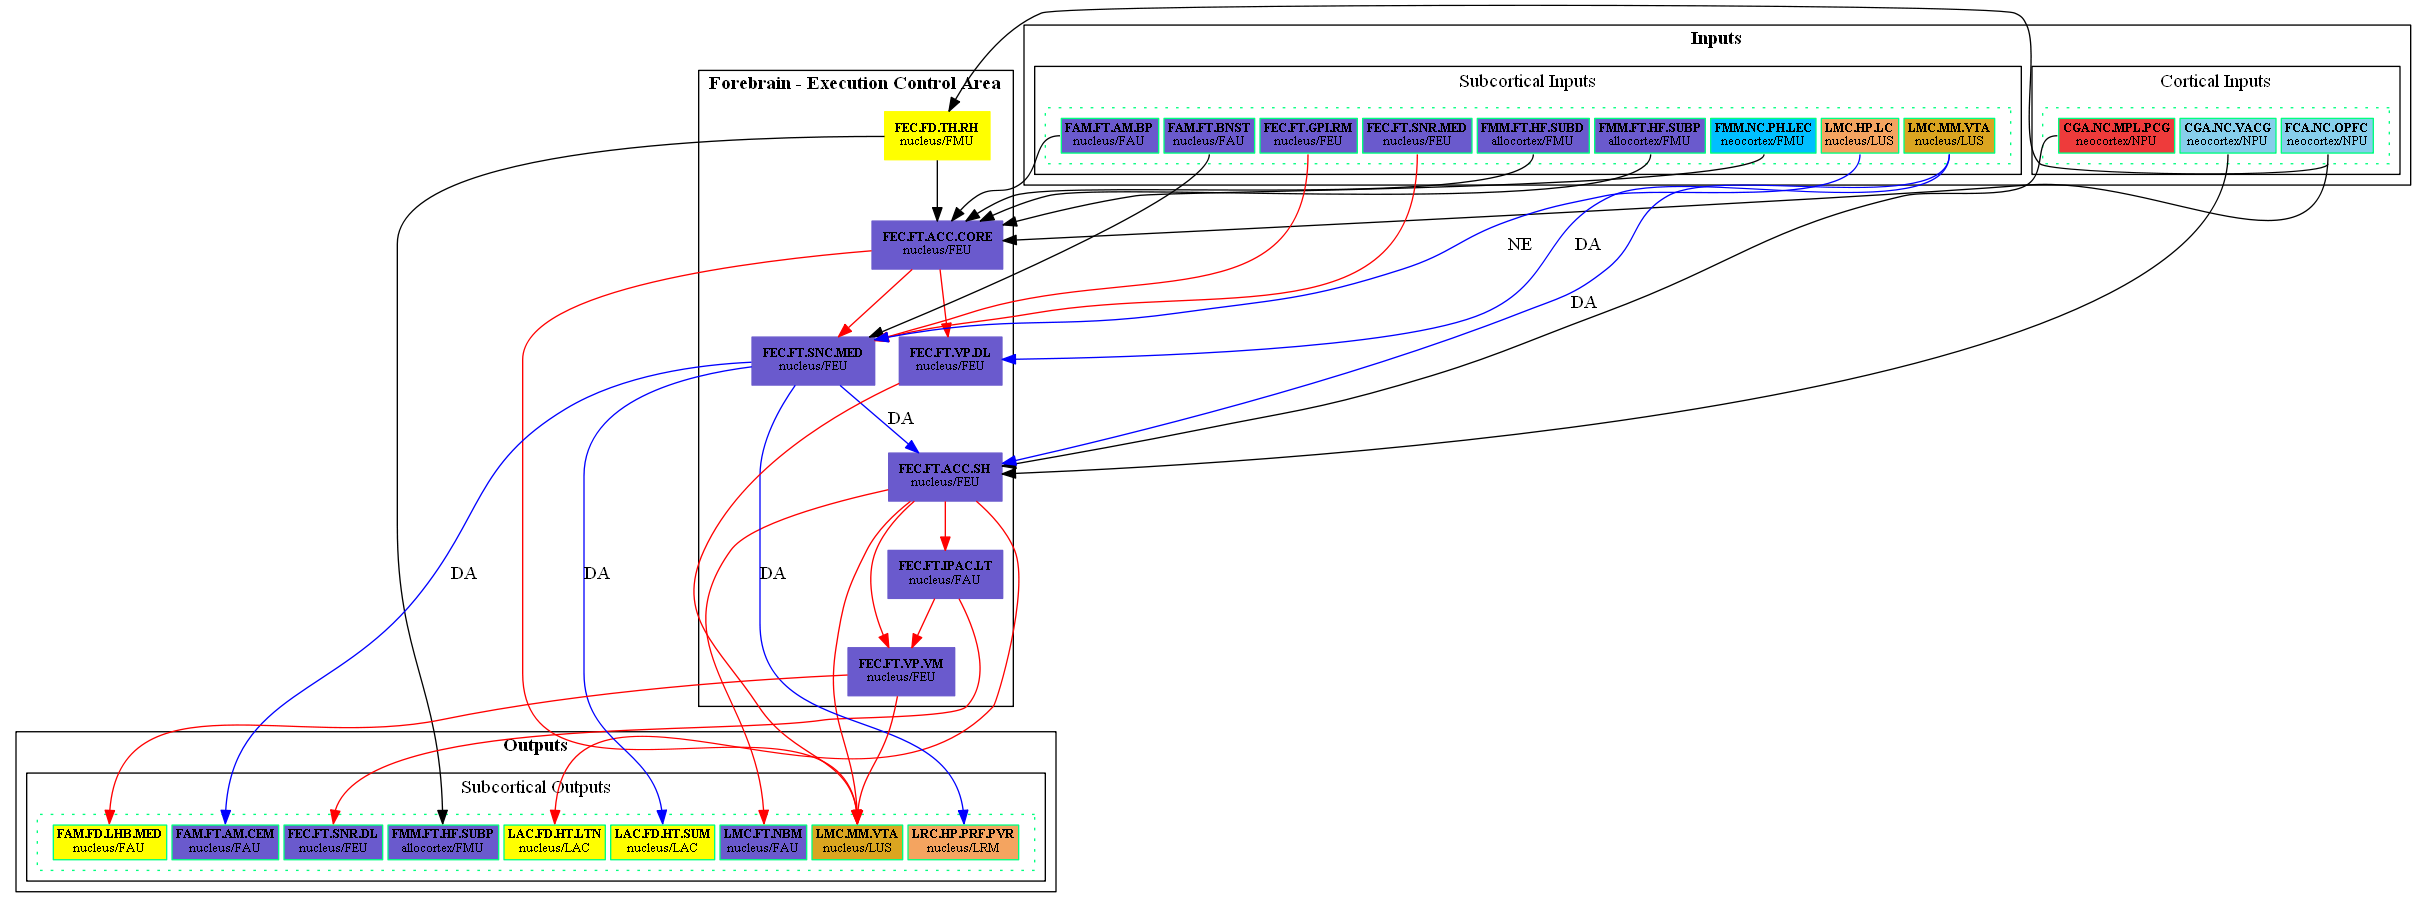 Inputs
Forebrain - Execution Control Area
Subcortical Inputs
Cortical Inputs
FEC.FD.TH.RH
nucleus/FMU
FAM.FT.AM.BP
nucleus/FAU
FAM.FT.BNST
nucleus/FAU
FEC.FT.GPI.RM
nucleus/FEU
FEC.FT.SNR.MED
nucleus/FEU
FMM.FT.HF.SUBD
allocortex/FMU
FMM.FT.HF.SUBP
allocortex/FMU
FMM.NC.PH.LEC
neocortex/FMU
LMC.HP.LC
nucleus/LUS
LMC.MM.VTA
nucleus/LUS
CGA.NC.MPL.PCG
neocortex/NPU
CGA.NC.VACG
neocortex/NPU
FCA.NC.OPFC
neocortex/NPU
FEC.FT.ACC.CORE
nucleus/FEU
NE
DA
DA
FEC.FT.SNC.MED
nucleus/FEU
FEC.FT.VP.DL
nucleus/FEU
DA
FEC.FT.ACC.SH
nucleus/FEU
DA
DA
DA
FEC.FT.IPAC.LT
nucleus/FAU
FEC.FT.VP.VM
nucleus/FEU
Outputs
Subcortical Outputs
FAM.FD.LHB.MED
nucleus/FAU
FAM.FT.AM.CEM
nucleus/FAU
FEC.FT.SNR.DL
nucleus/FEU
FMM.FT.HF.SUBP
allocortex/FMU
LAC.FD.HT.LTN
nucleus/LAC
LAC.FD.HT.SUM
nucleus/LAC
LMC.FT.NBM
nucleus/FAU
LMC.MM.VTA
nucleus/LUS
LRC.HP.PRF.PVR
nucleus/LRM